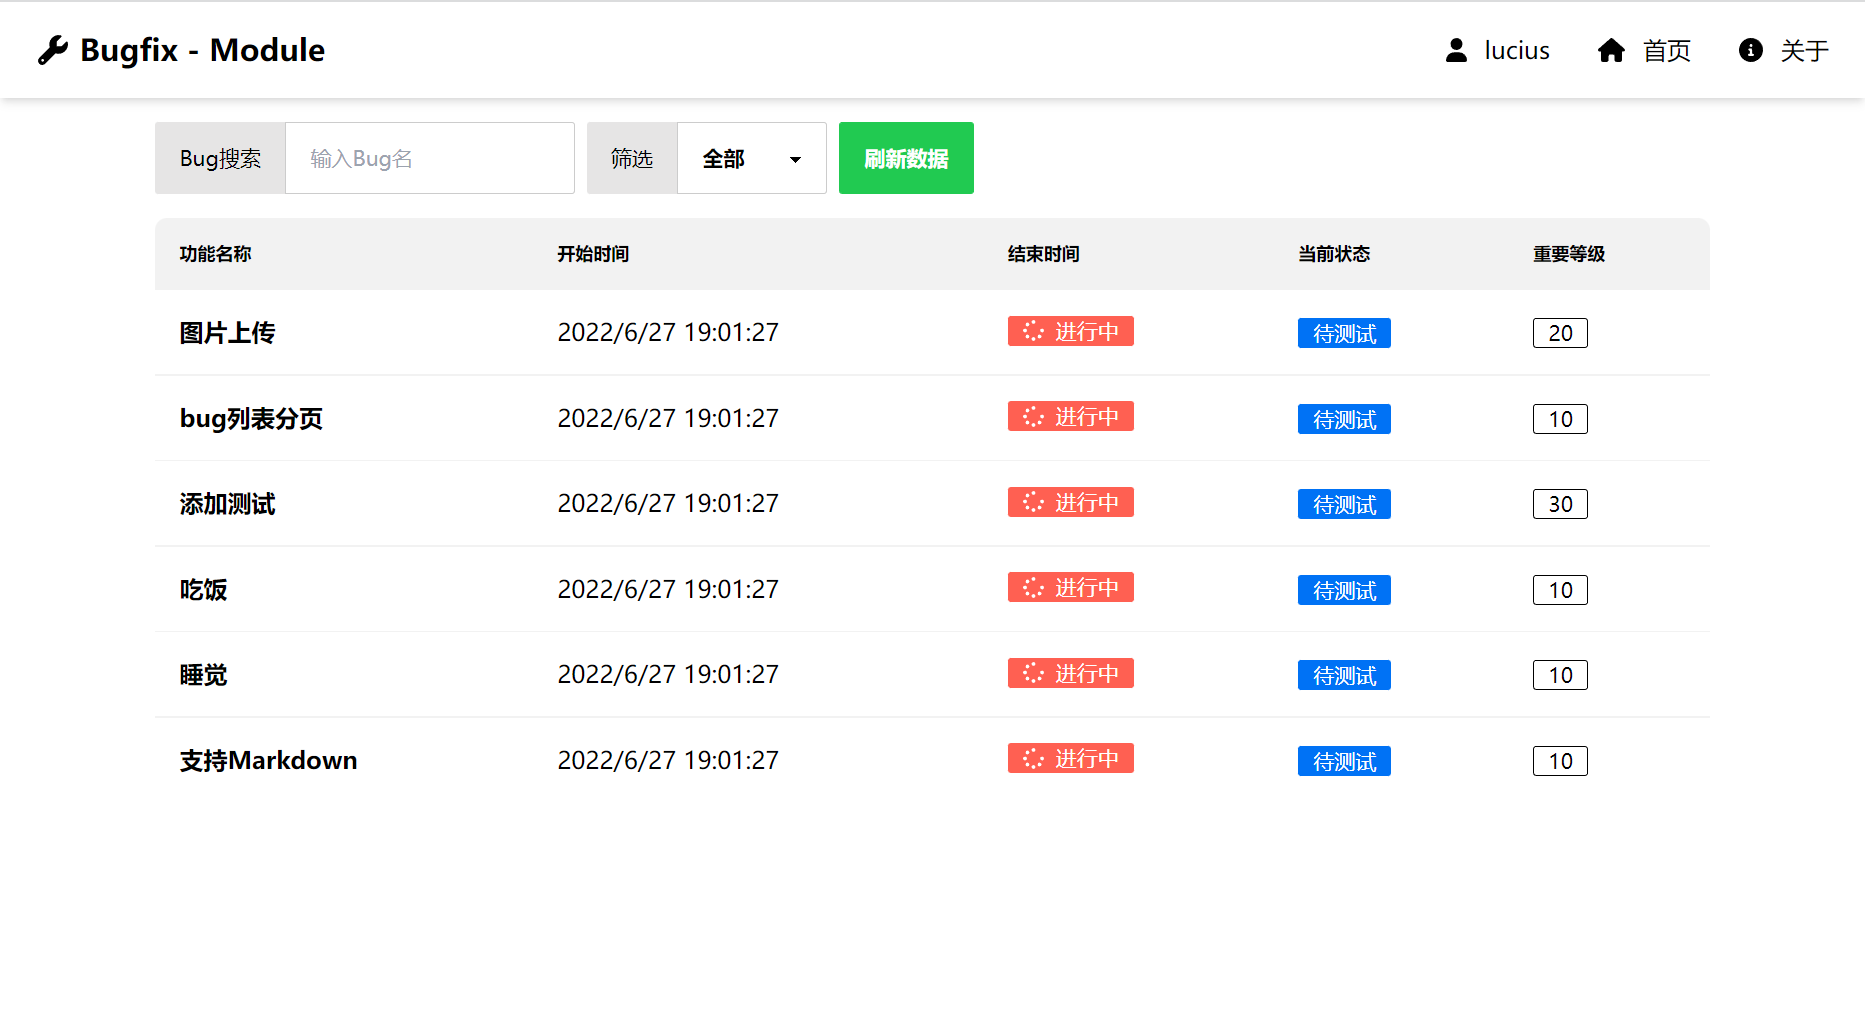 Bugfix - Module lucius 首页 关于
Bug搜索 输入Bug名 筛选 全部 刷新数据
功能名称 开始时间 结束时间 当前状态 重要等级
图片上传 2022/6/27 19:01:27 进行中 待测试 20
bug列表分页 2022/6/27 19:01:27 进行中 待测试 10
添加测试 2022/6/27 19:01:27 进行中 待测试 30
吃饭 2022/6/27 19:01:27 进行中 待测试 10
睡觉 2022/6/27 19:01:27 进行中 待测试 10
支持Markdown 2022/6/27 19:01:27 进行中 待测试 10